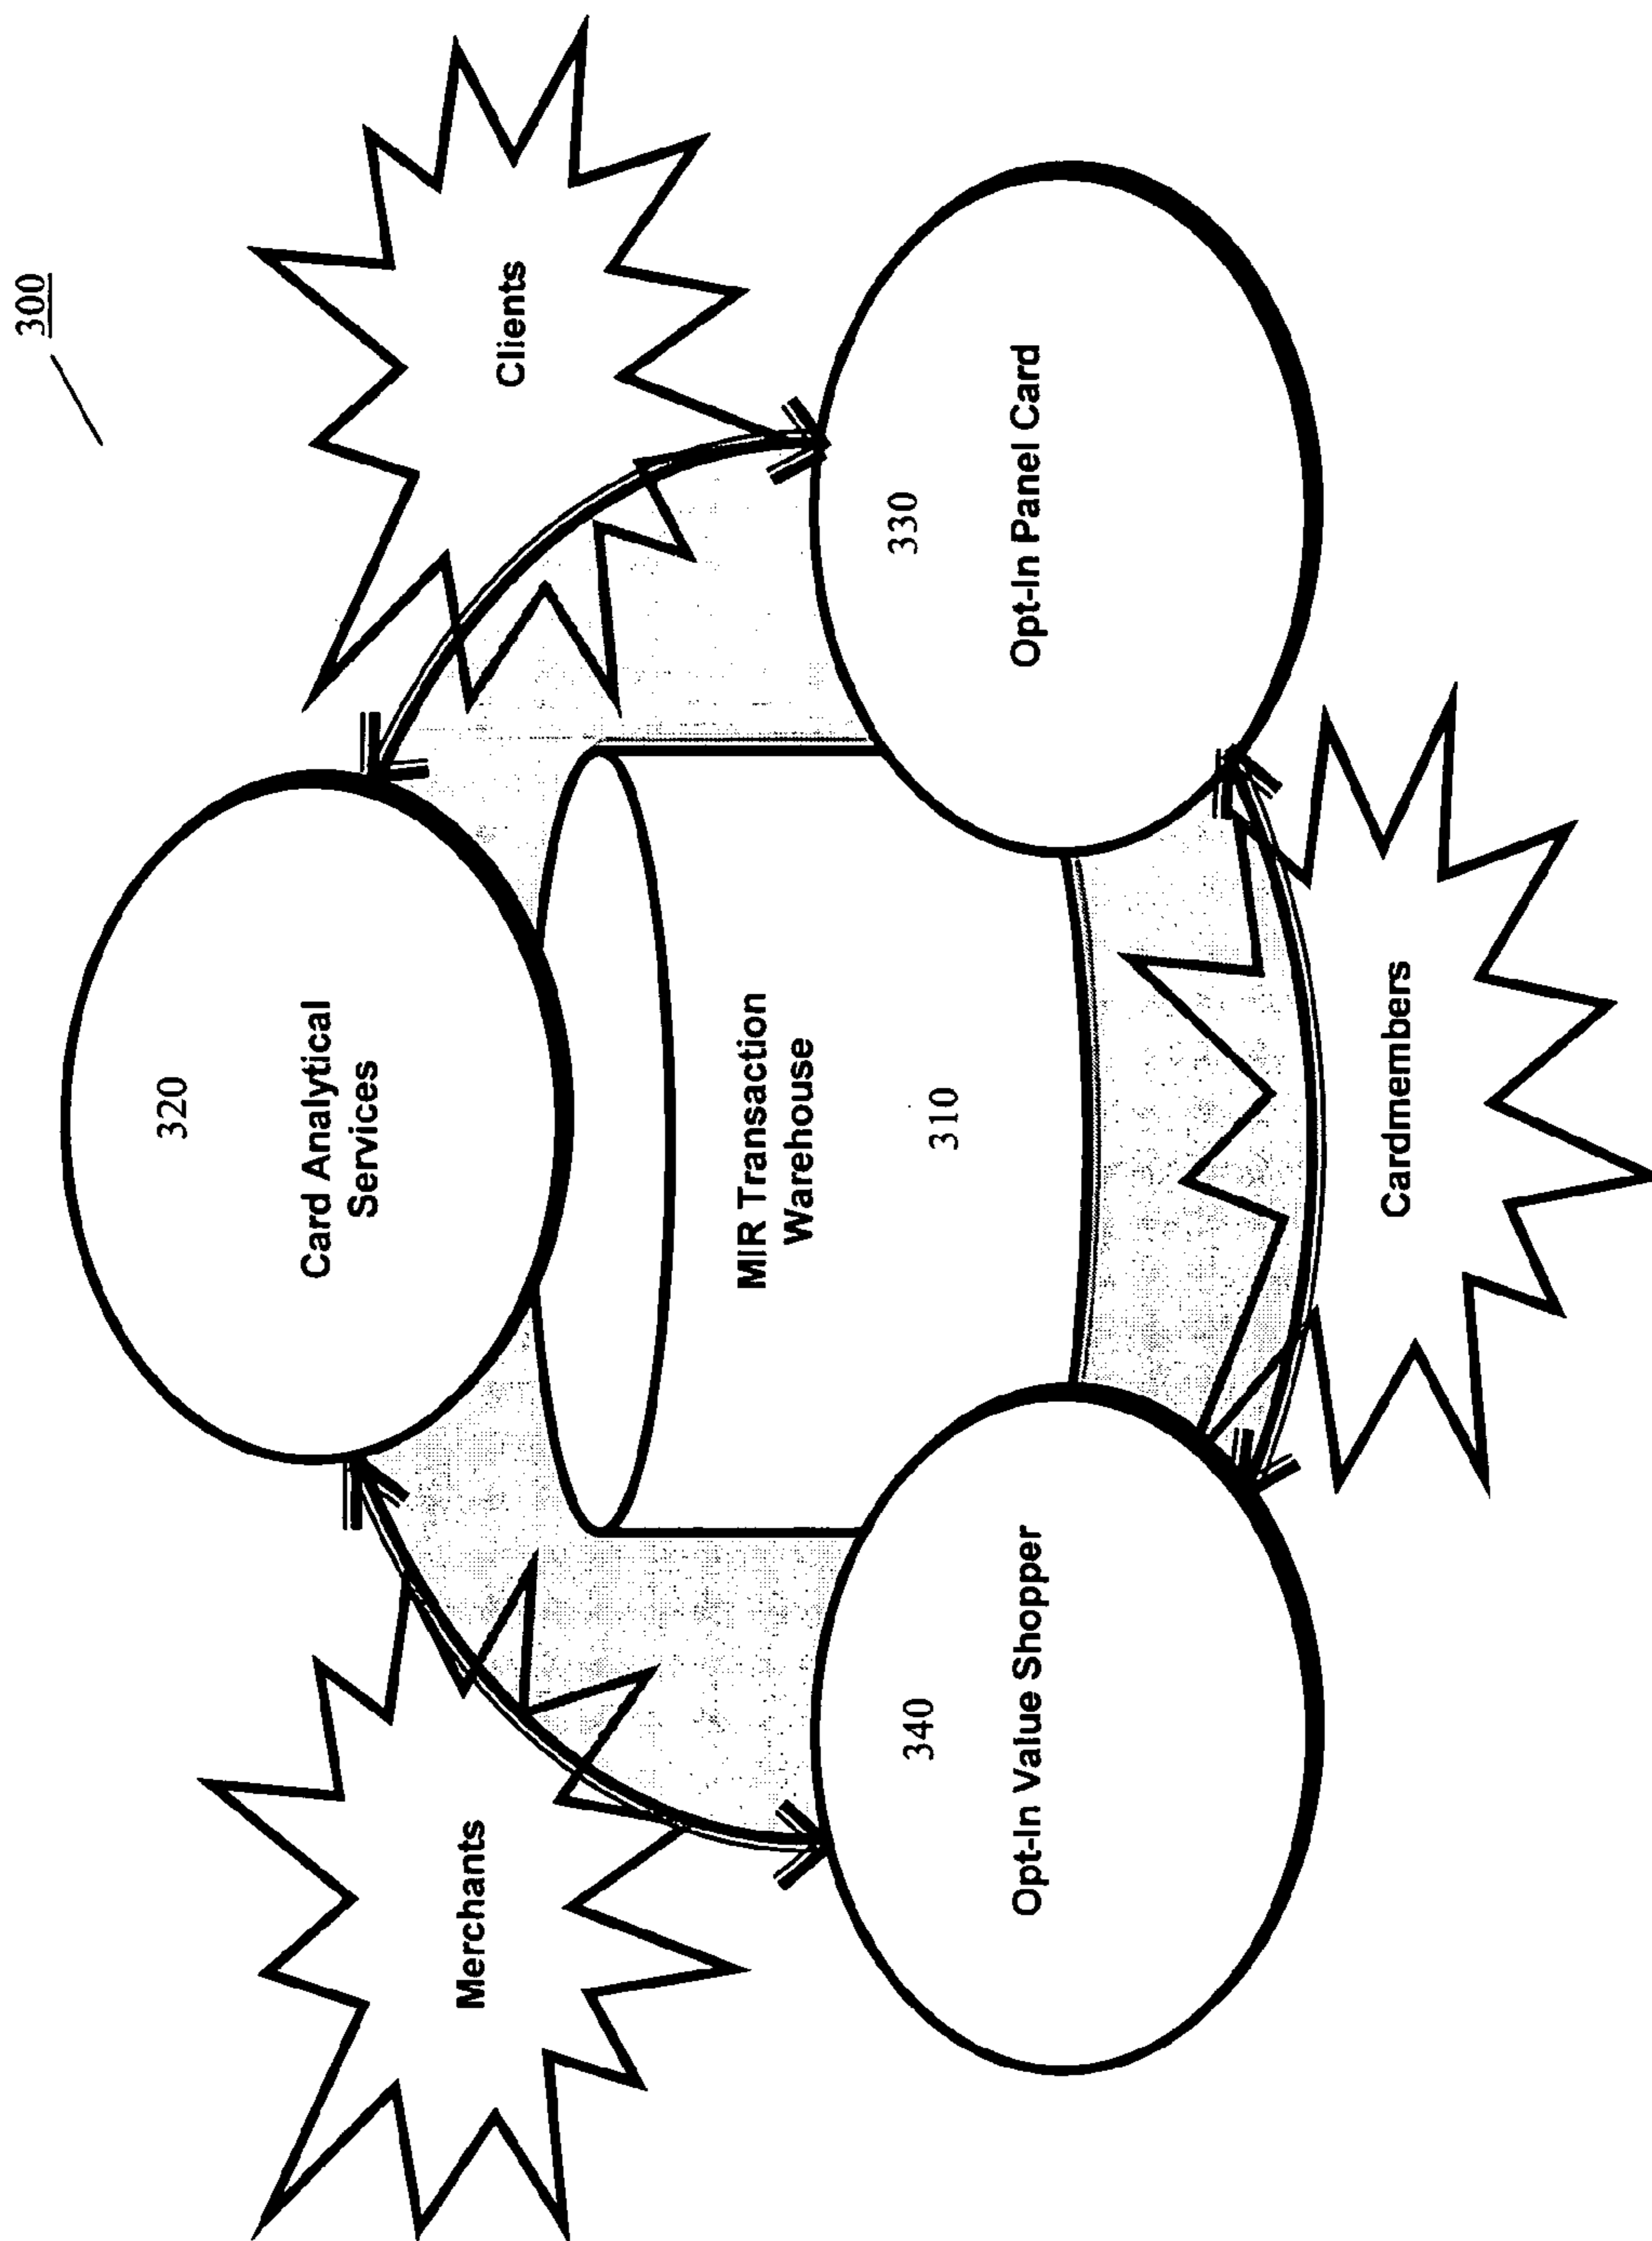 300
320
Card Analytical
Services
Merchants
Clients
MIR Transaction
Warehouse
310
340
Opt-In Value Shopper
330
Opt-In Panel Card
Cardmembers